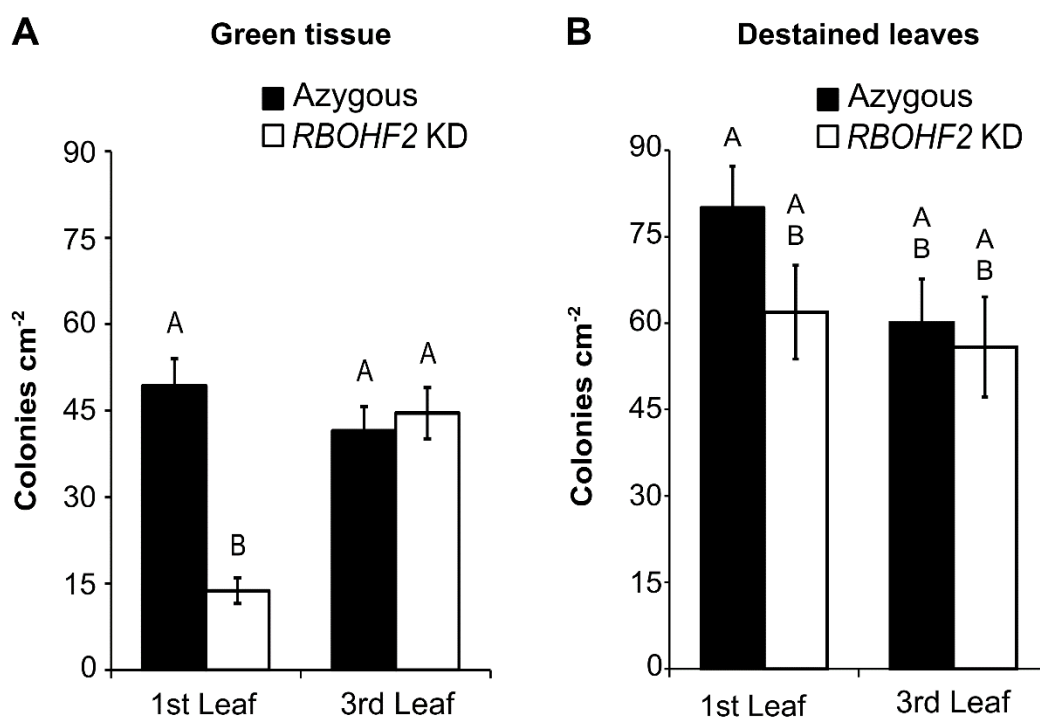 A
Green tissue
Azygous
RBOHF2 KD
90
75
60
45
30
15
0
Colonies cm-2
A
B
A
A
1st Leaf
3rd Leaf
B
Destained leaves
Azygous
RBOHF2 KD
90
75
60
45
30
15
0
Colonies cm-2
A
A
B
A
B
A
B
1st Leaf
3rd Leaf